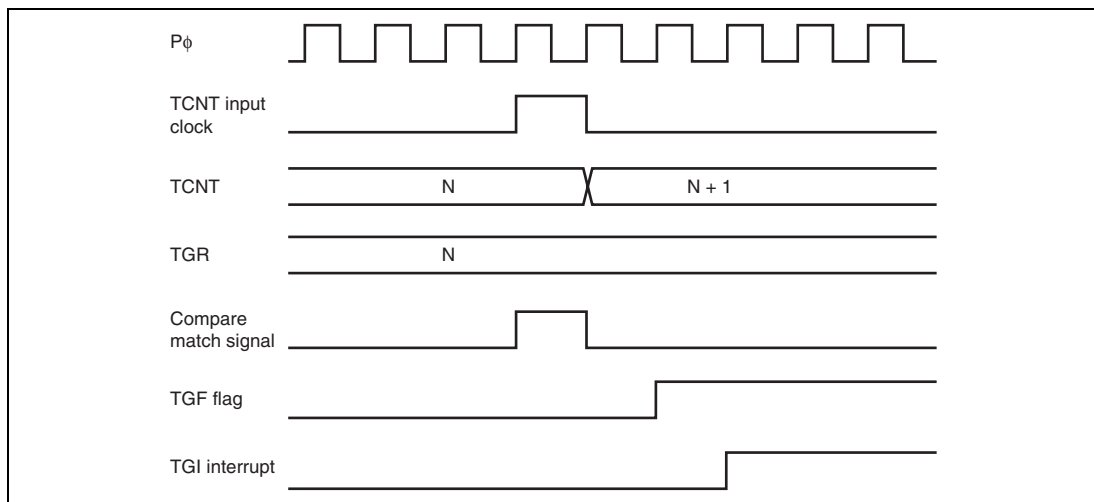 Pϕ
TCNT input
clock
TCNT
N
N + 1
TGR
N
Compare
match signal
TGF flag
TGI interrupt